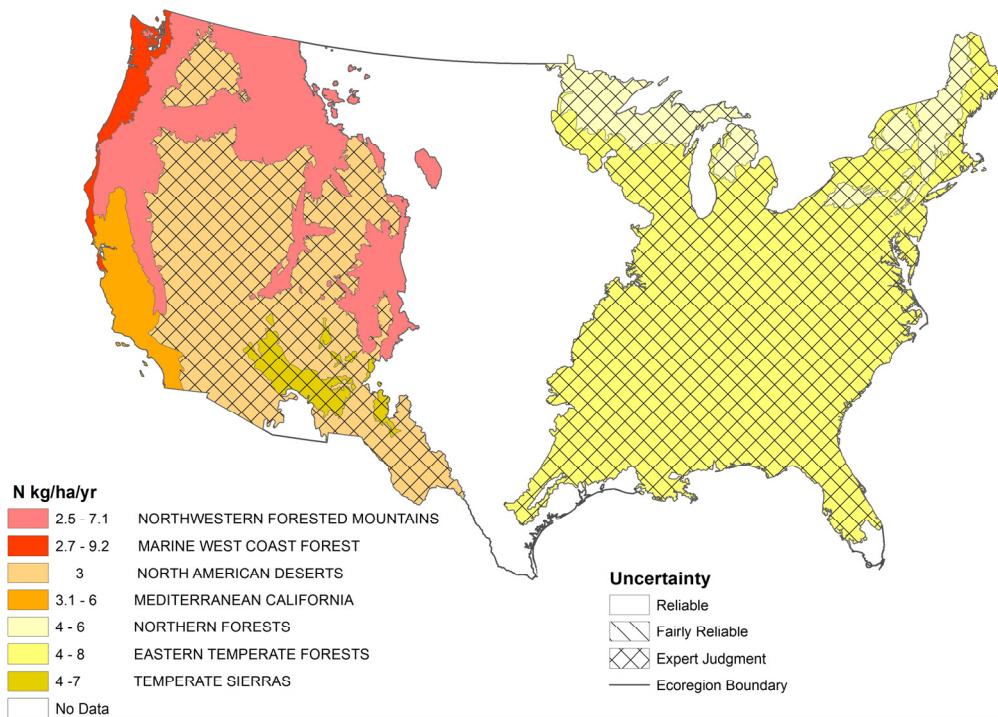 N kg/ha/yr
2.5 - 7.1 NORTHWESTERN FORESTED MOUNTAINS
2.7 - 9.2 MARINE WEST COAST FOREST
3 NORTH AMERICAN DESERTS
3.1 - 6 MEDITERRANEAN CALIFORNIA
4 - 6 NORTHERN FORESTS
4 - 8 EASTERN TEMPERATE FORESTS
4 -7 TEMPERATE SIERRAS
No Data
Uncertainty
Reliable
Fairly Reliable
Expert Judgment
Ecoregion Boundary